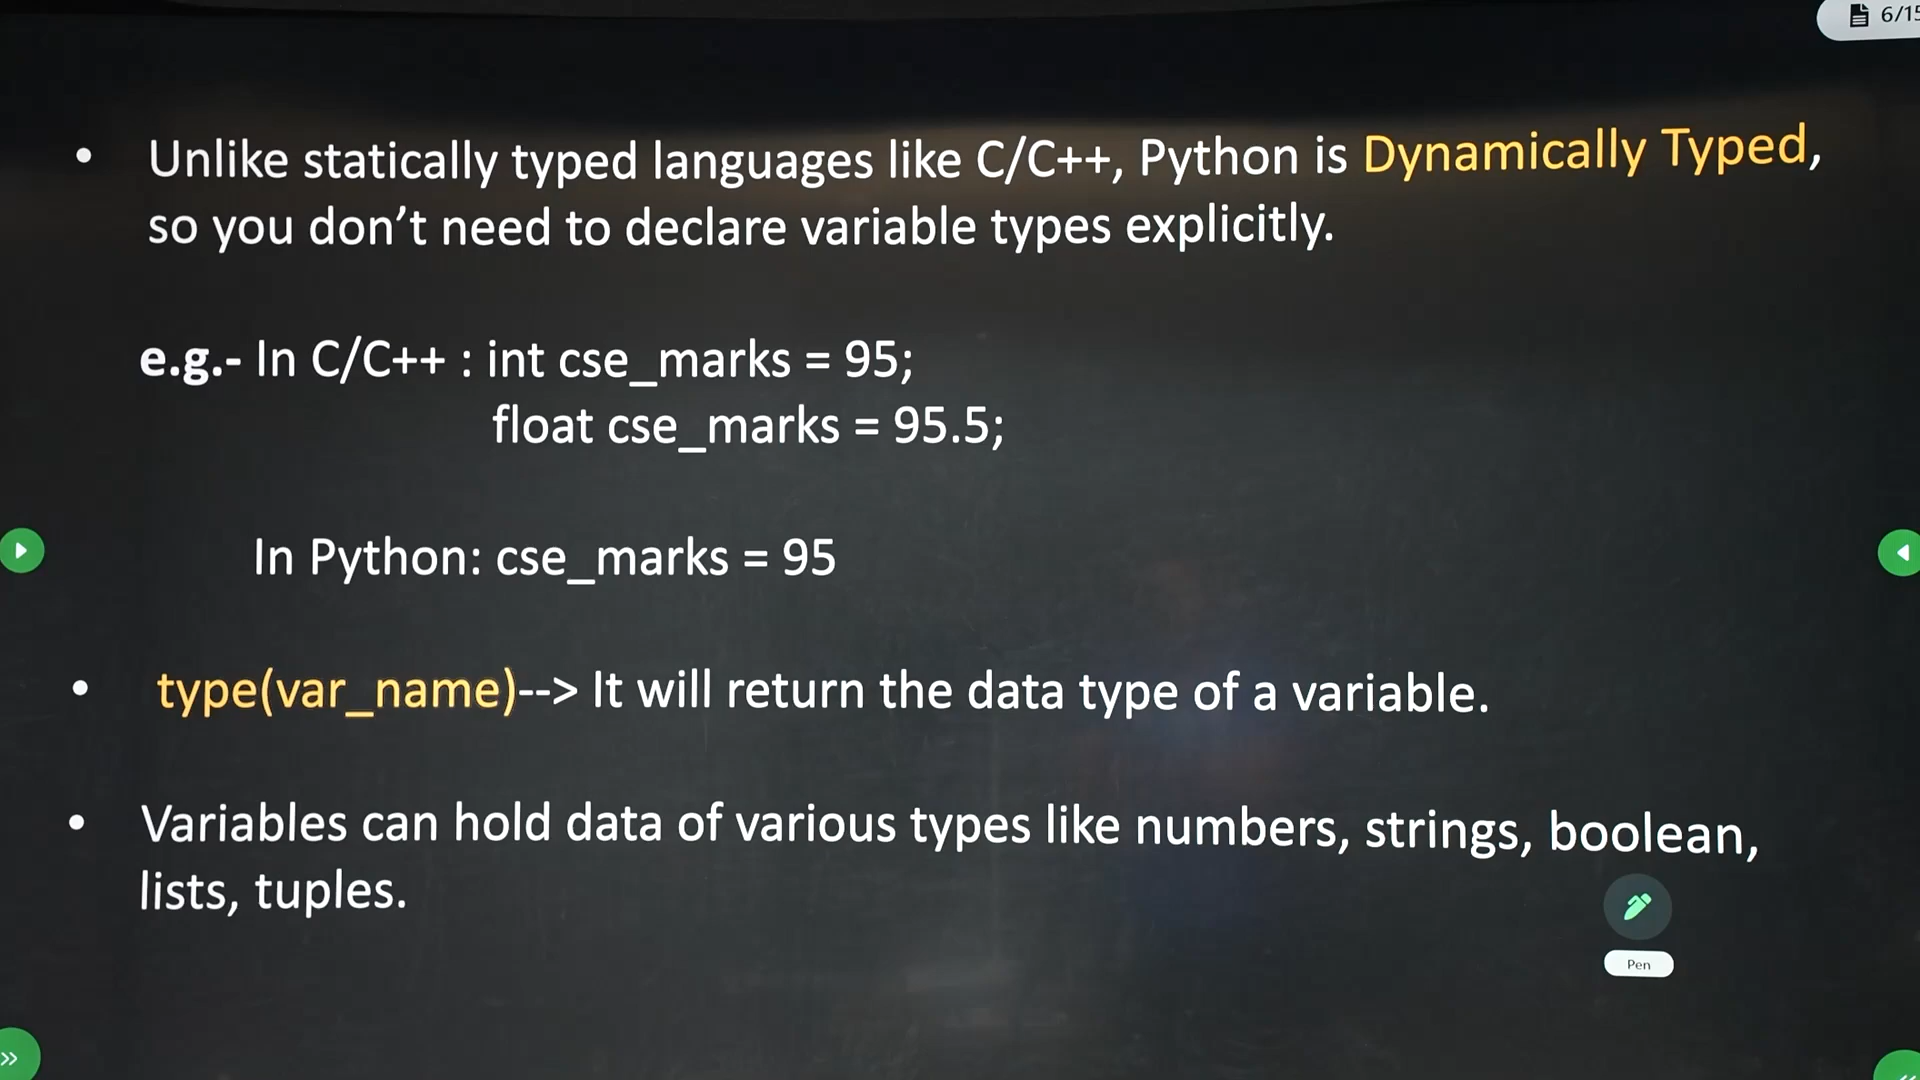 6/15
• Unlike statically typed languages like C/C++, Python is Dynamically Typed,
so you don’t need to declare variable types explicitly.
e.g.- In C/C++ : int cse_marks = 95;
float cse_marks = 95.5;
In Python: cse_marks = 95
• type(var_name)--> It will return the data type of a variable.
• Variables can hold data of various types like numbers, strings, boolean,
lists, tuples.
Pen